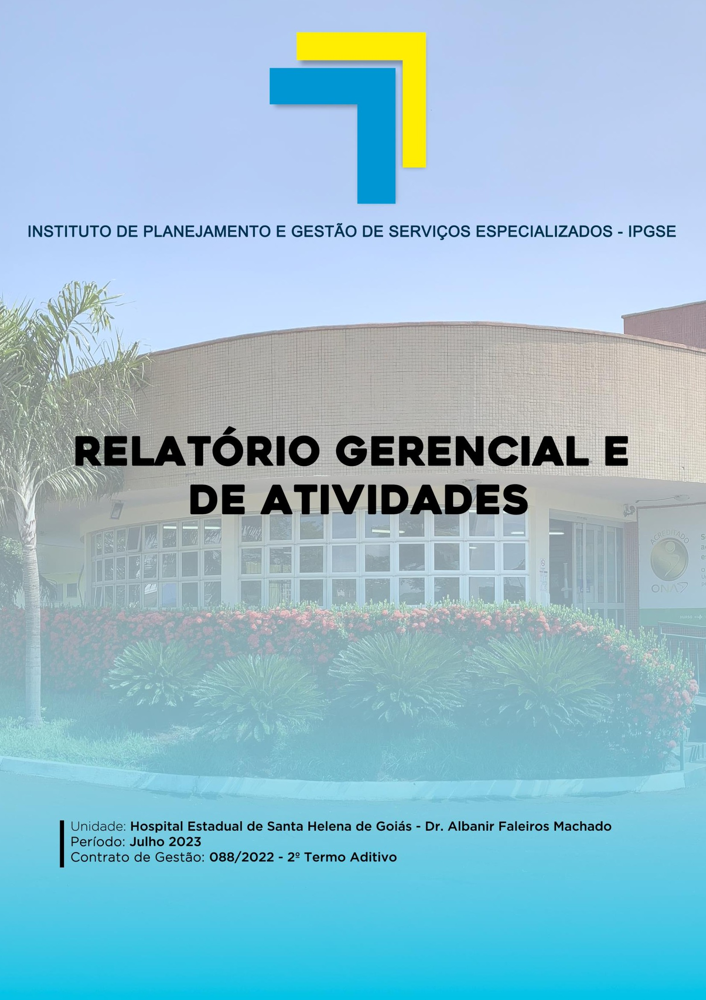 INSTITUTO DE PLANEJAMENTO E GESTÃO DE SERVIÇOS ESPECIALIZADOS - IPGSE
RELATÓRIO GERENCIAL E
DE ATIVIDADES
ACREDITADO
ONA
HURSO
Unidade: Hospital Estadual de Santa Helena de Goiás - Dr. Albanir Faleiros Machado
Período: Julho 2023
Contrato de Gestão: 088/2022 - 2º Termo Aditivo